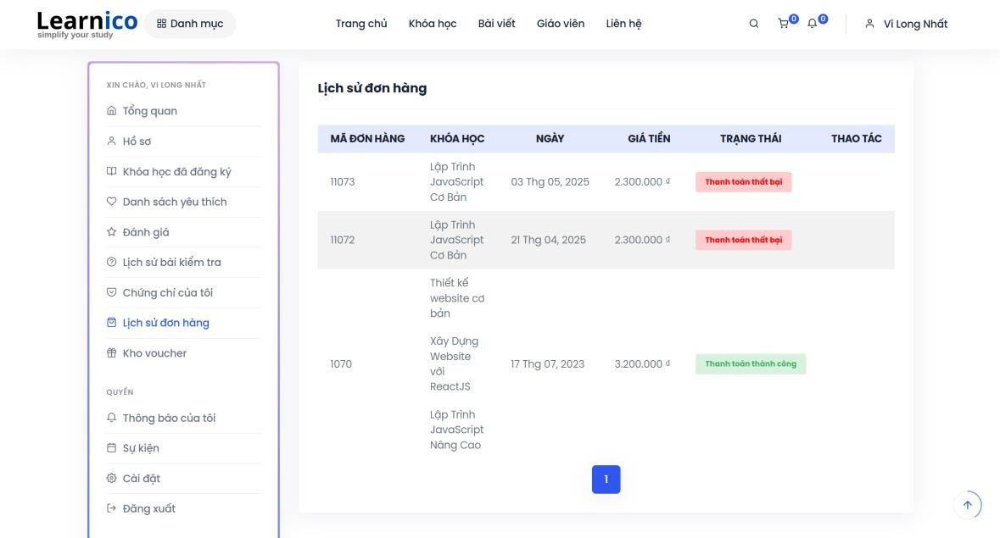 Learnico
simplify your study
Danh mục
Trang chủ
Khóa học
Bài viết
Giáo viên
Liên hệ
0
0
Vi Long Nhất
XIN CHÀO, VI LONG NHẤT
Tổng quan
Hồ sơ
Khóa học đã đăng ký
Danh sách yêu thích
Đánh giá
Lịch sử bài kiểm tra
Chứng chỉ của tôi
Lịch sử đơn hàng
Kho voucher
QUYỀN
Thông báo của tôi
Sự kiện
Cài đặt
Đăng xuất
Lịch sử đơn hàng
MÃ ĐƠN HÀNG KHÓA HỌC NGÀY GIÁ TIỀN TRẠNG THÁI THAO TÁC
11073
Lập Trình
JavaScript
Cơ Bản
03 Thg 05, 2025
2.300.000 ₫
Thanh toán thất bại
11072
Lập Trình
JavaScript
Cơ Bản
21 Thg 04, 2025
2.300.000 ₫
Thanh toán thất bại
1070
Thiết kế
website cơ
bản
Xây Dựng
Website
với
ReactJS
Lập Trình
JavaScript
Nâng Cao
17 Thg 07, 2023
3.200.000 ₫
Thanh toán thành công
1